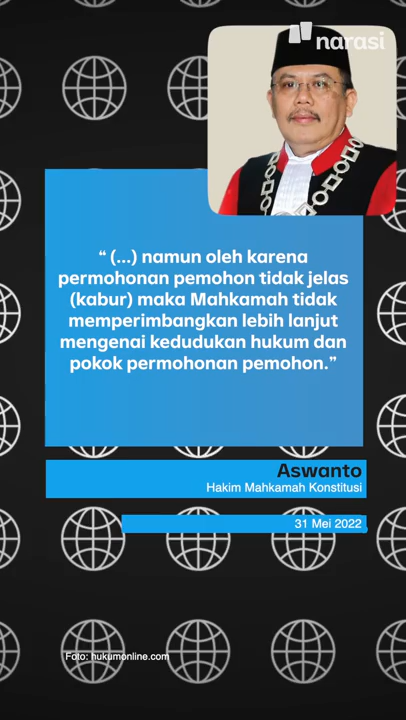 narasi
“ (...) namun oleh karena
permohonan pemohon tidak jelas
(kabur) maka Mahkamah tidak
memperimbangkan lebih lanjut
mengenai kedudukan hukum dan
pokok permohonan pemohon.”
Aswanto
Hakim Mahkamah Konstitusi
31 Mei 2022
Foto: hukumonline.com